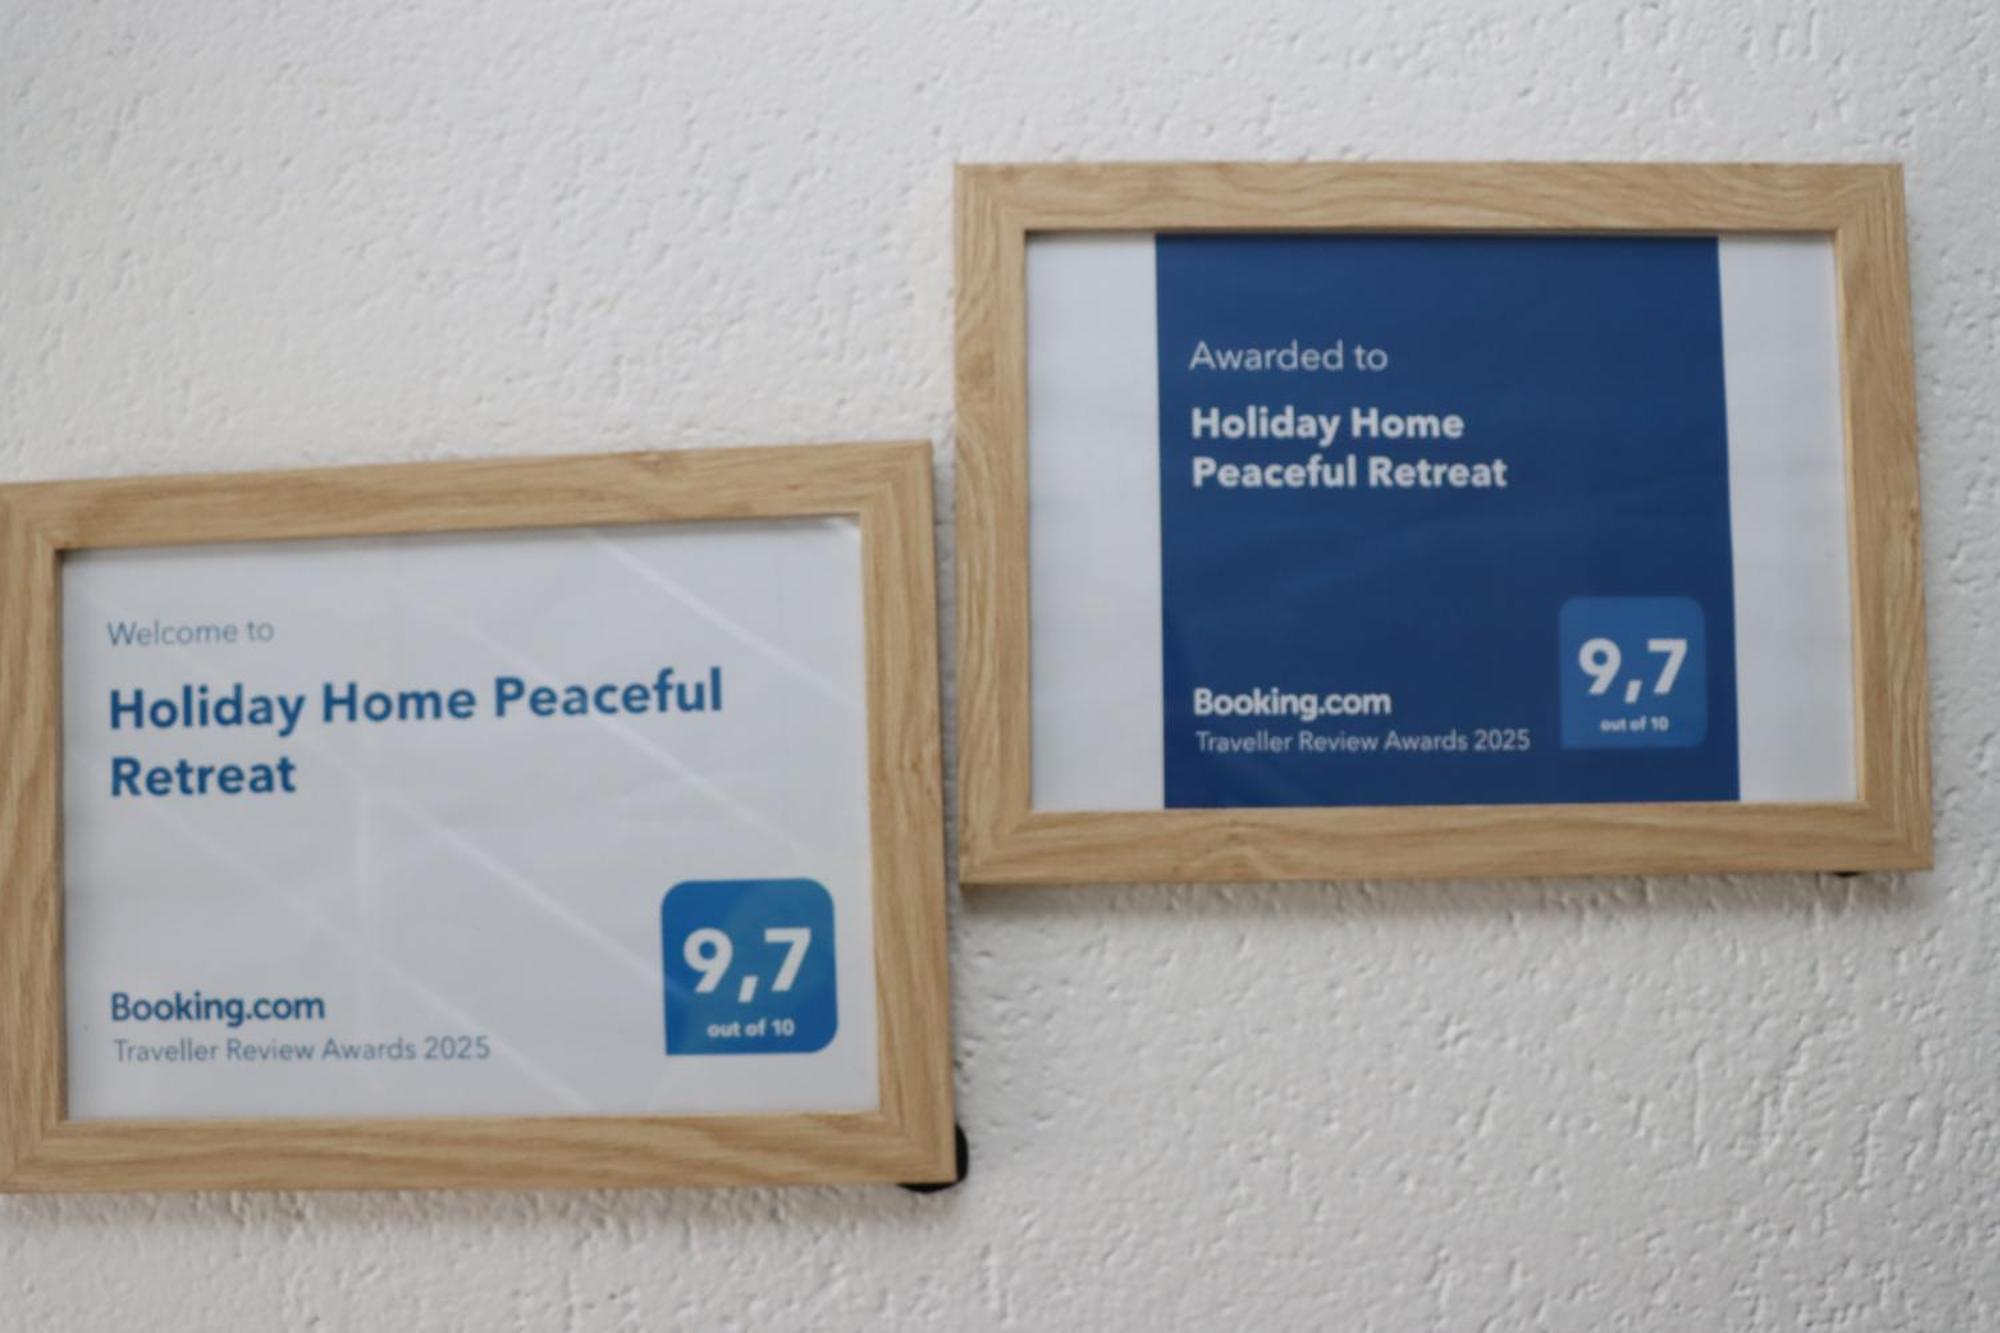 Welcome to
Holiday Home Peaceful
Retreat
Booking.com
Traveller Review Awards 2025
9,7
out of 10
Awarded to
Holiday Home
Peaceful Retreat
Booking.com
Traveller Review Awards 2025
9,7
out of 10